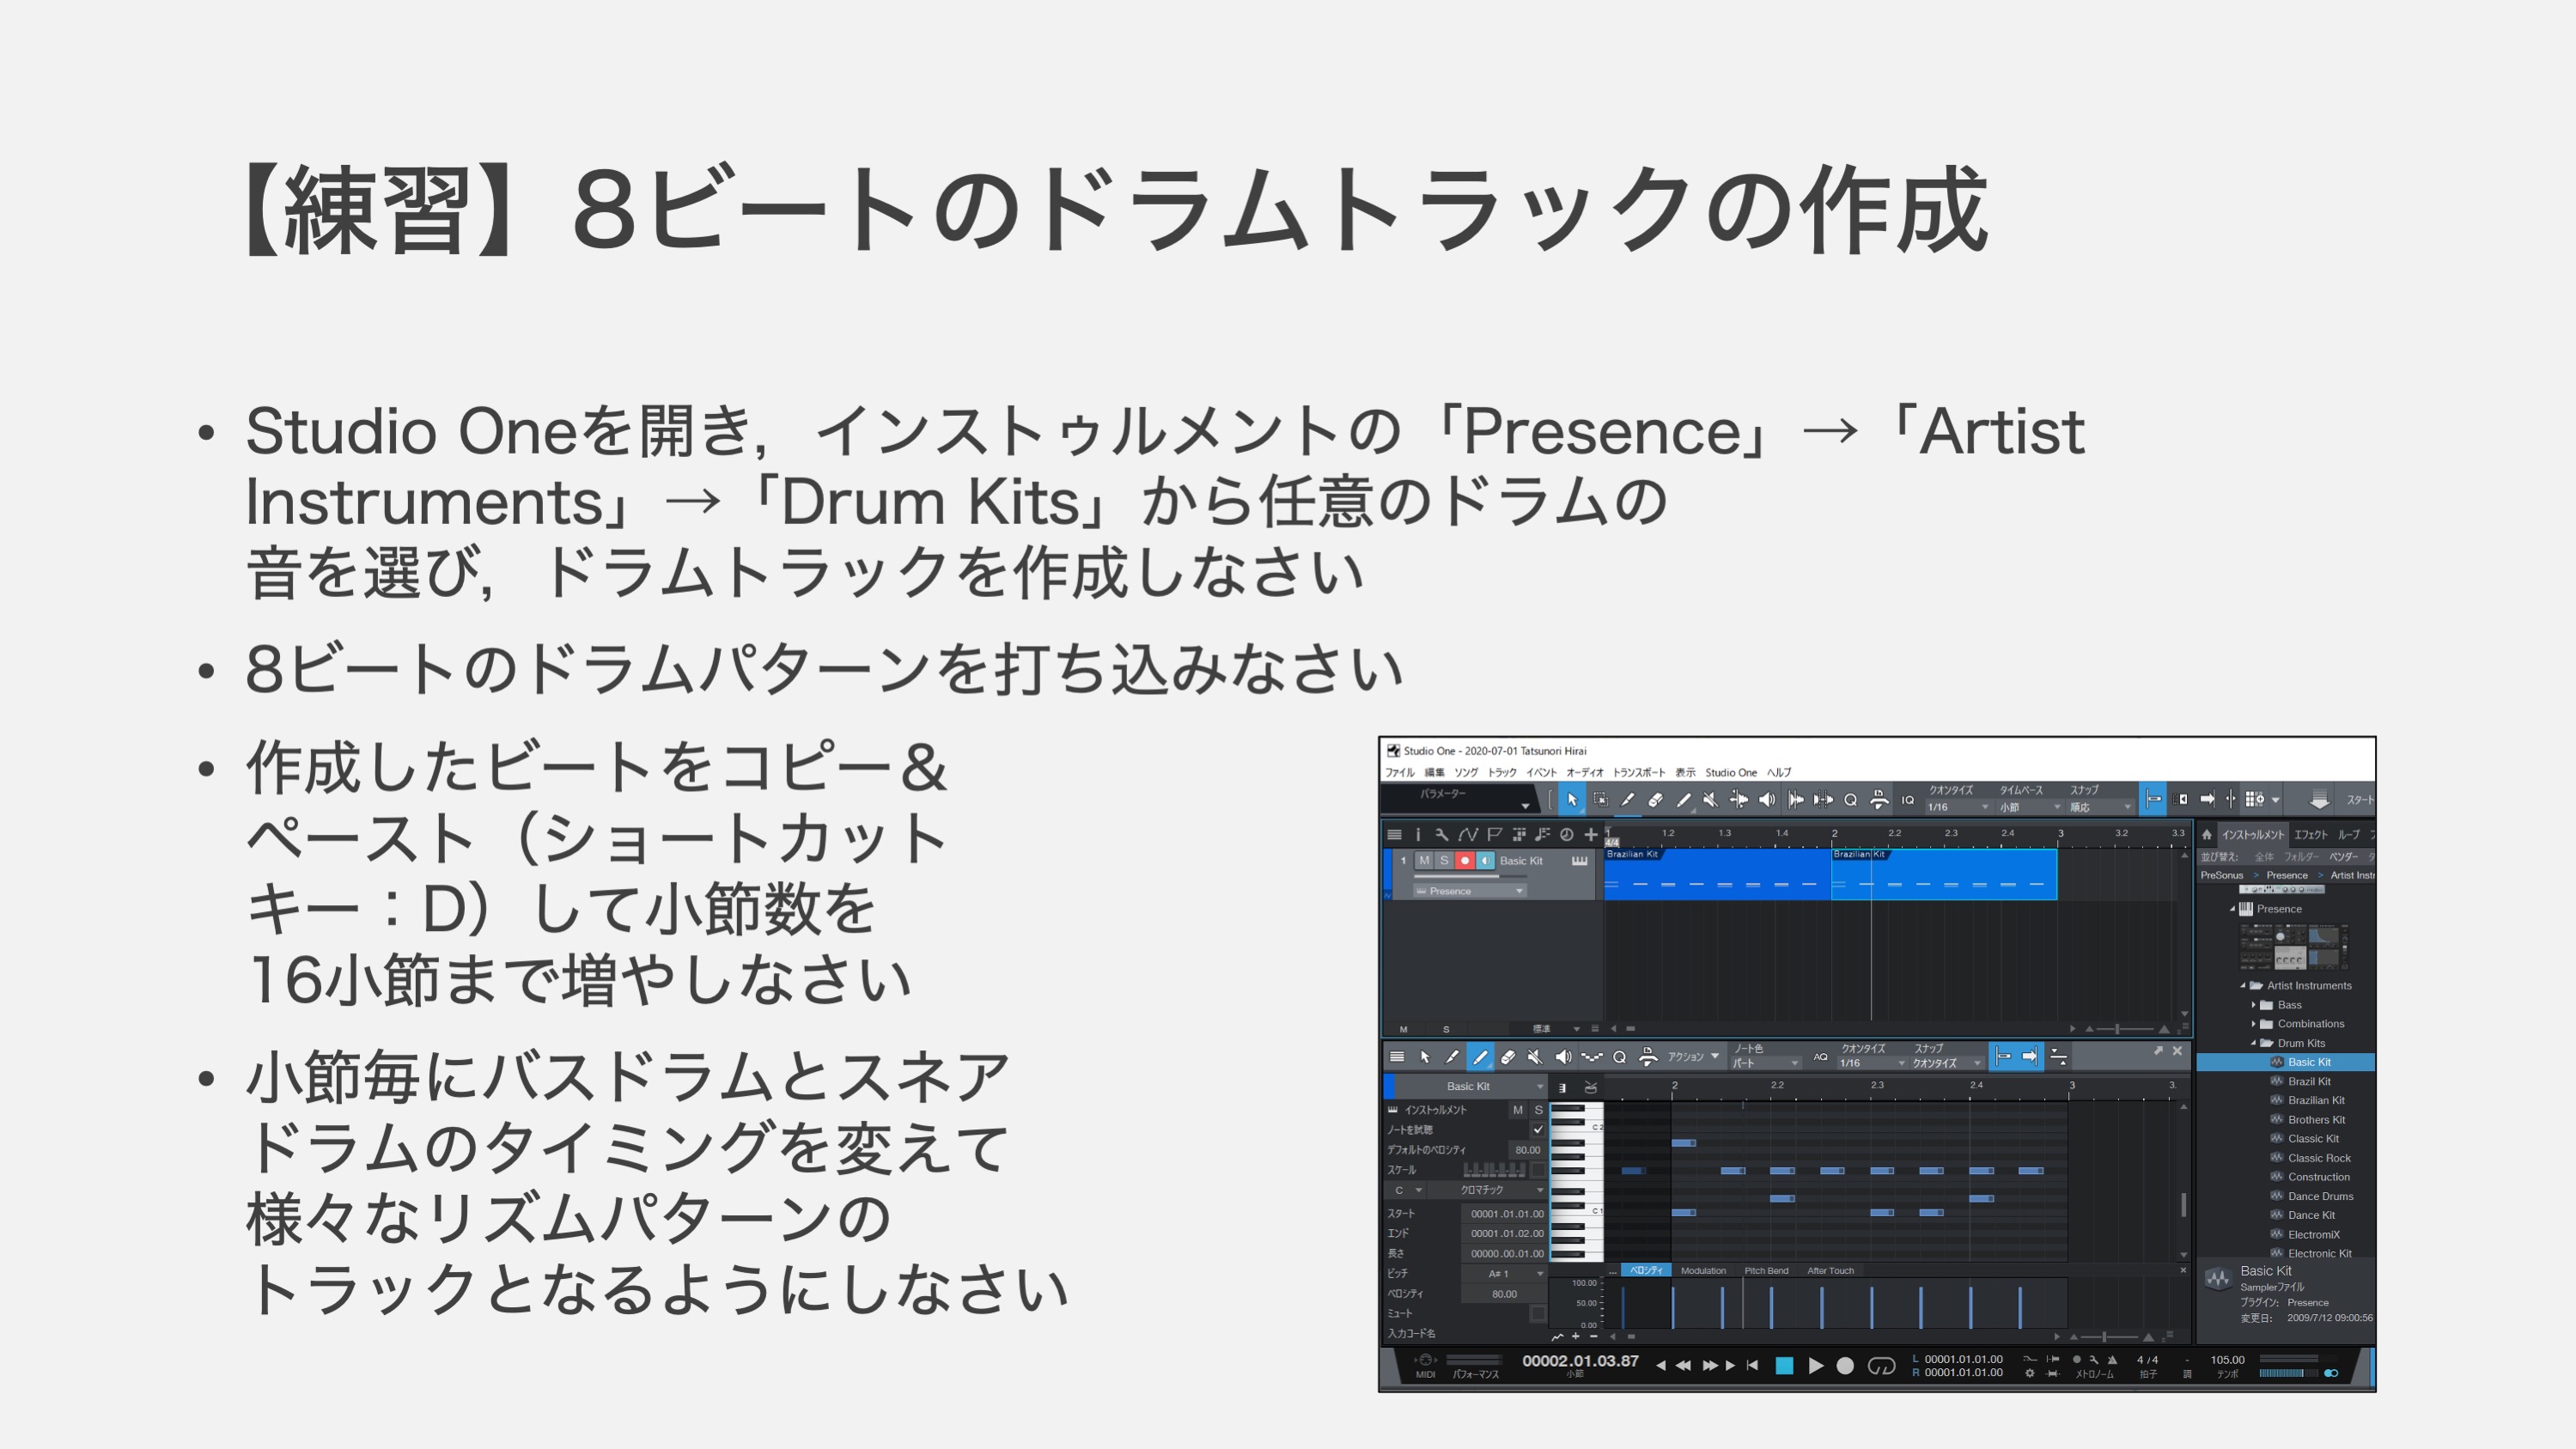 【練習】8ビートのドラムトラックの作成
• Studio Oneを開き，インストゥルメントの「Presence」→「Artist
Instruments」→「Drum Kits」から任意のドラムの
音を選び，ドラムトラックを作成しなさい
• 8ビートのドラムパターンを打ち込みなさい
• 作成したビートをコピー＆
ペースト（ショートカット
キー：D）して小節数を
16小節まで増やしなさい
• 小節毎にバスドラムとスネア
ドラムのタイミングを変えて
様々なリズムパターンの
トラックとなるようにしなさい
Studio One - 2020-07-01 Tatsunori Hirai
ファイル 編集 ソング トラック イベント オーディオ トランスポート 表示 Studio One ヘルプ
パラメーター
クオンタイズ タイムベース スナップ
IQ 1/16 小節 順応 スタート
1 1.2 1.3 1.4 2 2.2 2.3 2.4 3 3.2 3.3
4/4
インストゥルメント エフェクト ループ
1 M S Basic Kit
Brazilian Kit Brazilian Kit
並び替え: 全体 フォルダー ベンダー
Presence
PreSonus > Presence > Artist Instr
Presence
Artist Instruments
Bass
Combinations
Drum Kits
Basic Kit
Brazil Kit
Brazilian Kit
Brothers Kit
Classic Kit
Classic Rock
Construction
Dance Drums
Dance Kit
ElectromiX
Electronic Kit
M S 標準
アクション ノート色 パート AQ クオンタイズ 1/16 スナップ クオンタイズ
Basic Kit 2 2.2 2.3 2.4 3 3.
インストゥルメント M S
ノートを試聴
デフォルトのベロシティ 80.00
スケール
C クロマチック
スタート 00001.01.01.00
エンド 00001.01.02.00
長さ 00000.00.01.00
ピッチ A# 1
ベロシティ 80.00
ミュート
入力コード名
C 2
C 1
... ベロシティ Modulation Pitch Bend After Touch
100.00
50.00
0.00
Basic Kit
Samplerファイル
プラグイン: Presence
変更日: 2009/7/12 09:00:56
MIDI パフォーマンス
00002.01.03.87
小節
L 00001.01.01.00
R 00001.01.01.00
メトロノーム
4 / 4
拍子
-
調
105.00
テンポ